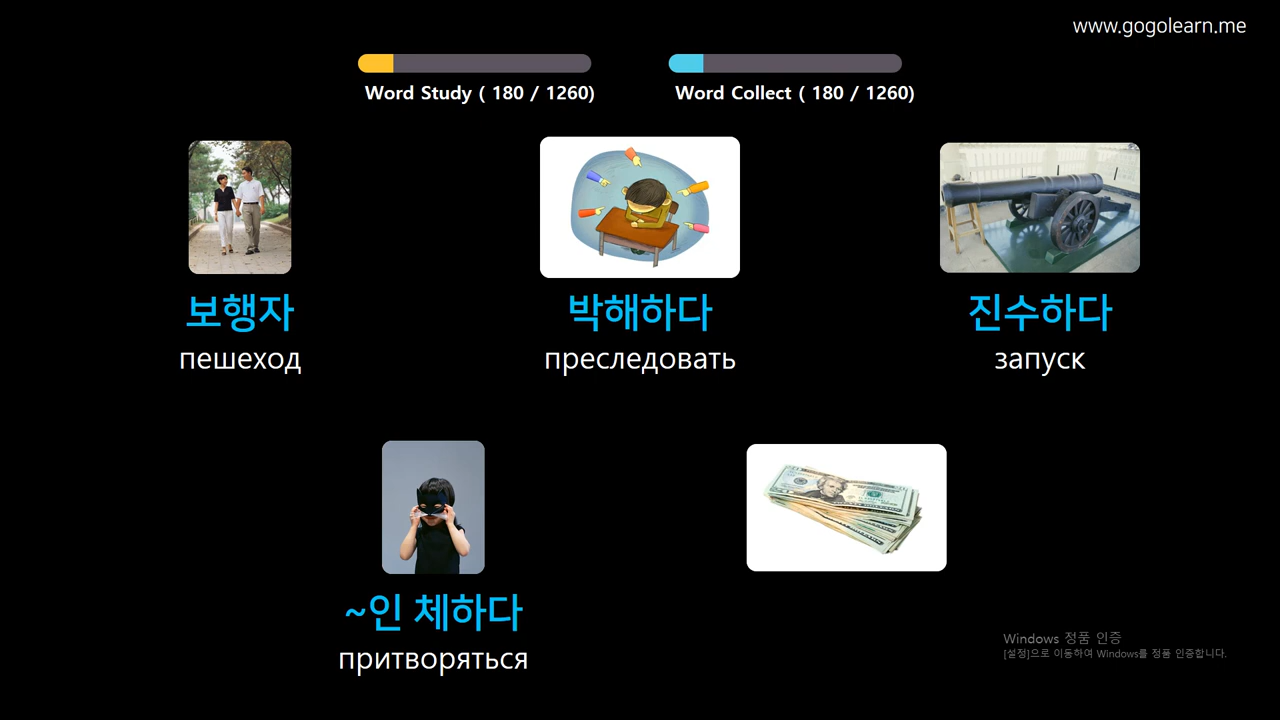 www.gogolearn.me
Word Study ( 180 / 1260)
Word Collect ( 180 / 1260)
보행자
пешеход
박해하다
преследовать
진수하다
запуск
~인 체하다
притворяться
Windows 정품 인증
[설정]으로 이동하여 Windows를 정품 인증합니다.